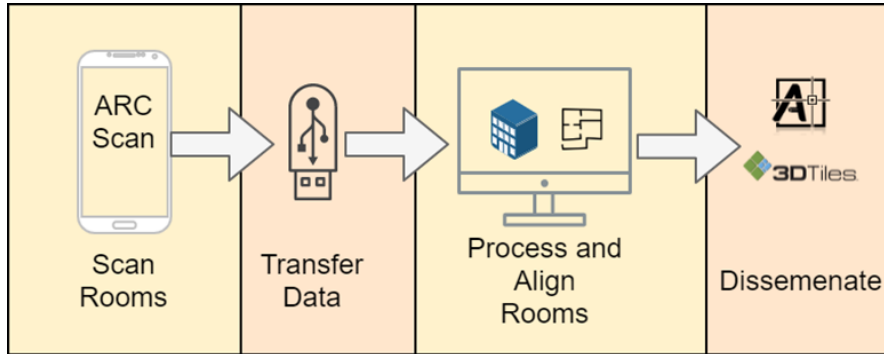 ARC
Scan
Scan
Rooms
Transfer
Data
Process and
Align
Rooms
A
3DTiles
Dissemenate